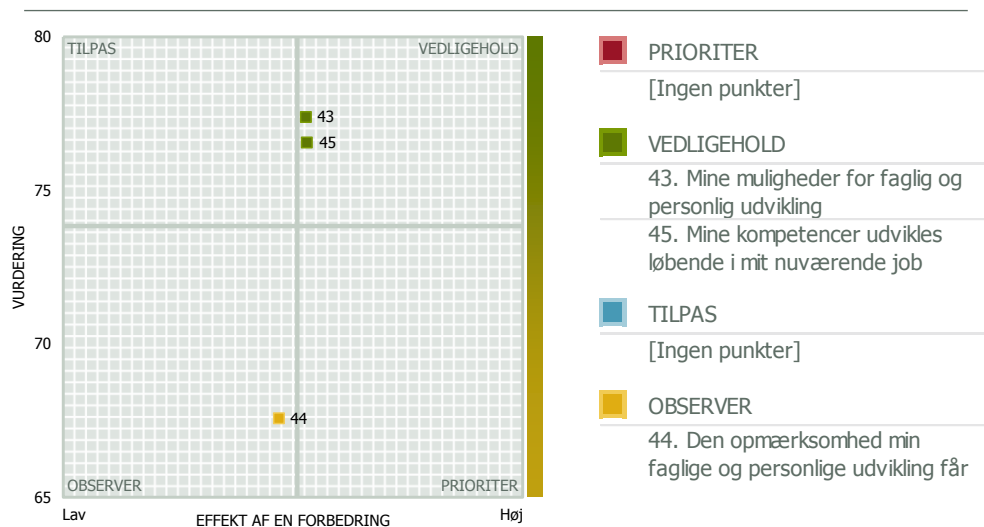 80
TILPAS
VEDLIGEHOLD
43
45
75
VURDERING
70
44
OBSERVER
PRIORITER
65
Lav
EFFEKT AF EN FORBEDRING
Høj
PRIORITER
[Ingen punkter]
VEDLIGEHOLD
43. Mine muligheder for faglig og
personlig udvikling
45. Mine kompetencer udvikles
løbende i mit nuværende job
TILPAS
[Ingen punkter]
OBSERVER
44. Den opmærksomhed min
faglige og personlige udvikling får